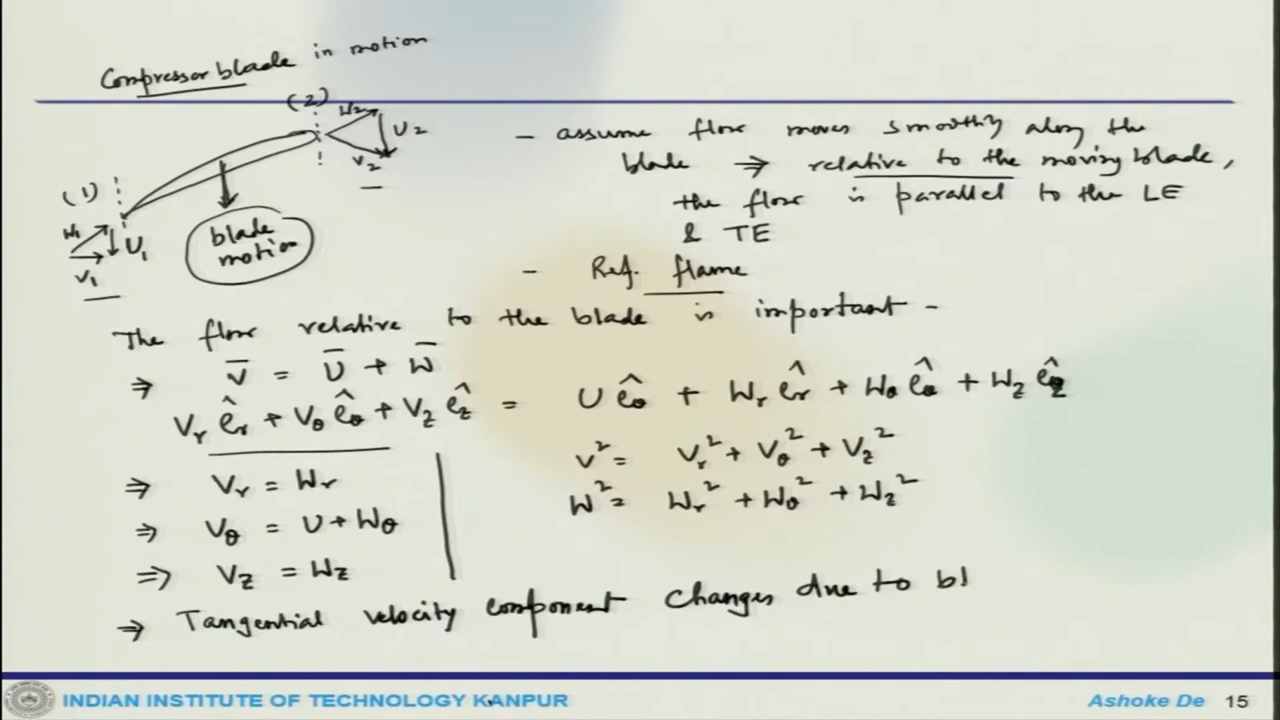 Compressor blade in motion
(2)
W2
U2
V2
(1)
W1
U1
V1
blade
motion
- assume flow moves smoothly along the
blade ⇒ relative to the moving blade,
the flow is parallel to the LE
& TE
- Ref. flame
The flow relative to the blade is important -
⇒ V̄ = Ū + W̄
Vr êr + Vθ êθ + Vz êz = U êθ + Wr êr + Wθ êθ + Wz êz
V² = Vr² + Vθ² + Vz²
W² = Wr² + Wθ² + Wz²
⇒ Vr = Wr
⇒ Vθ = U + Wθ
⇒ Vz = Wz
⇒ Tangential velocity component changes due to bl
INDIAN INSTITUTE OF TECHNOLOGY KANPUR
Ashoke De 15